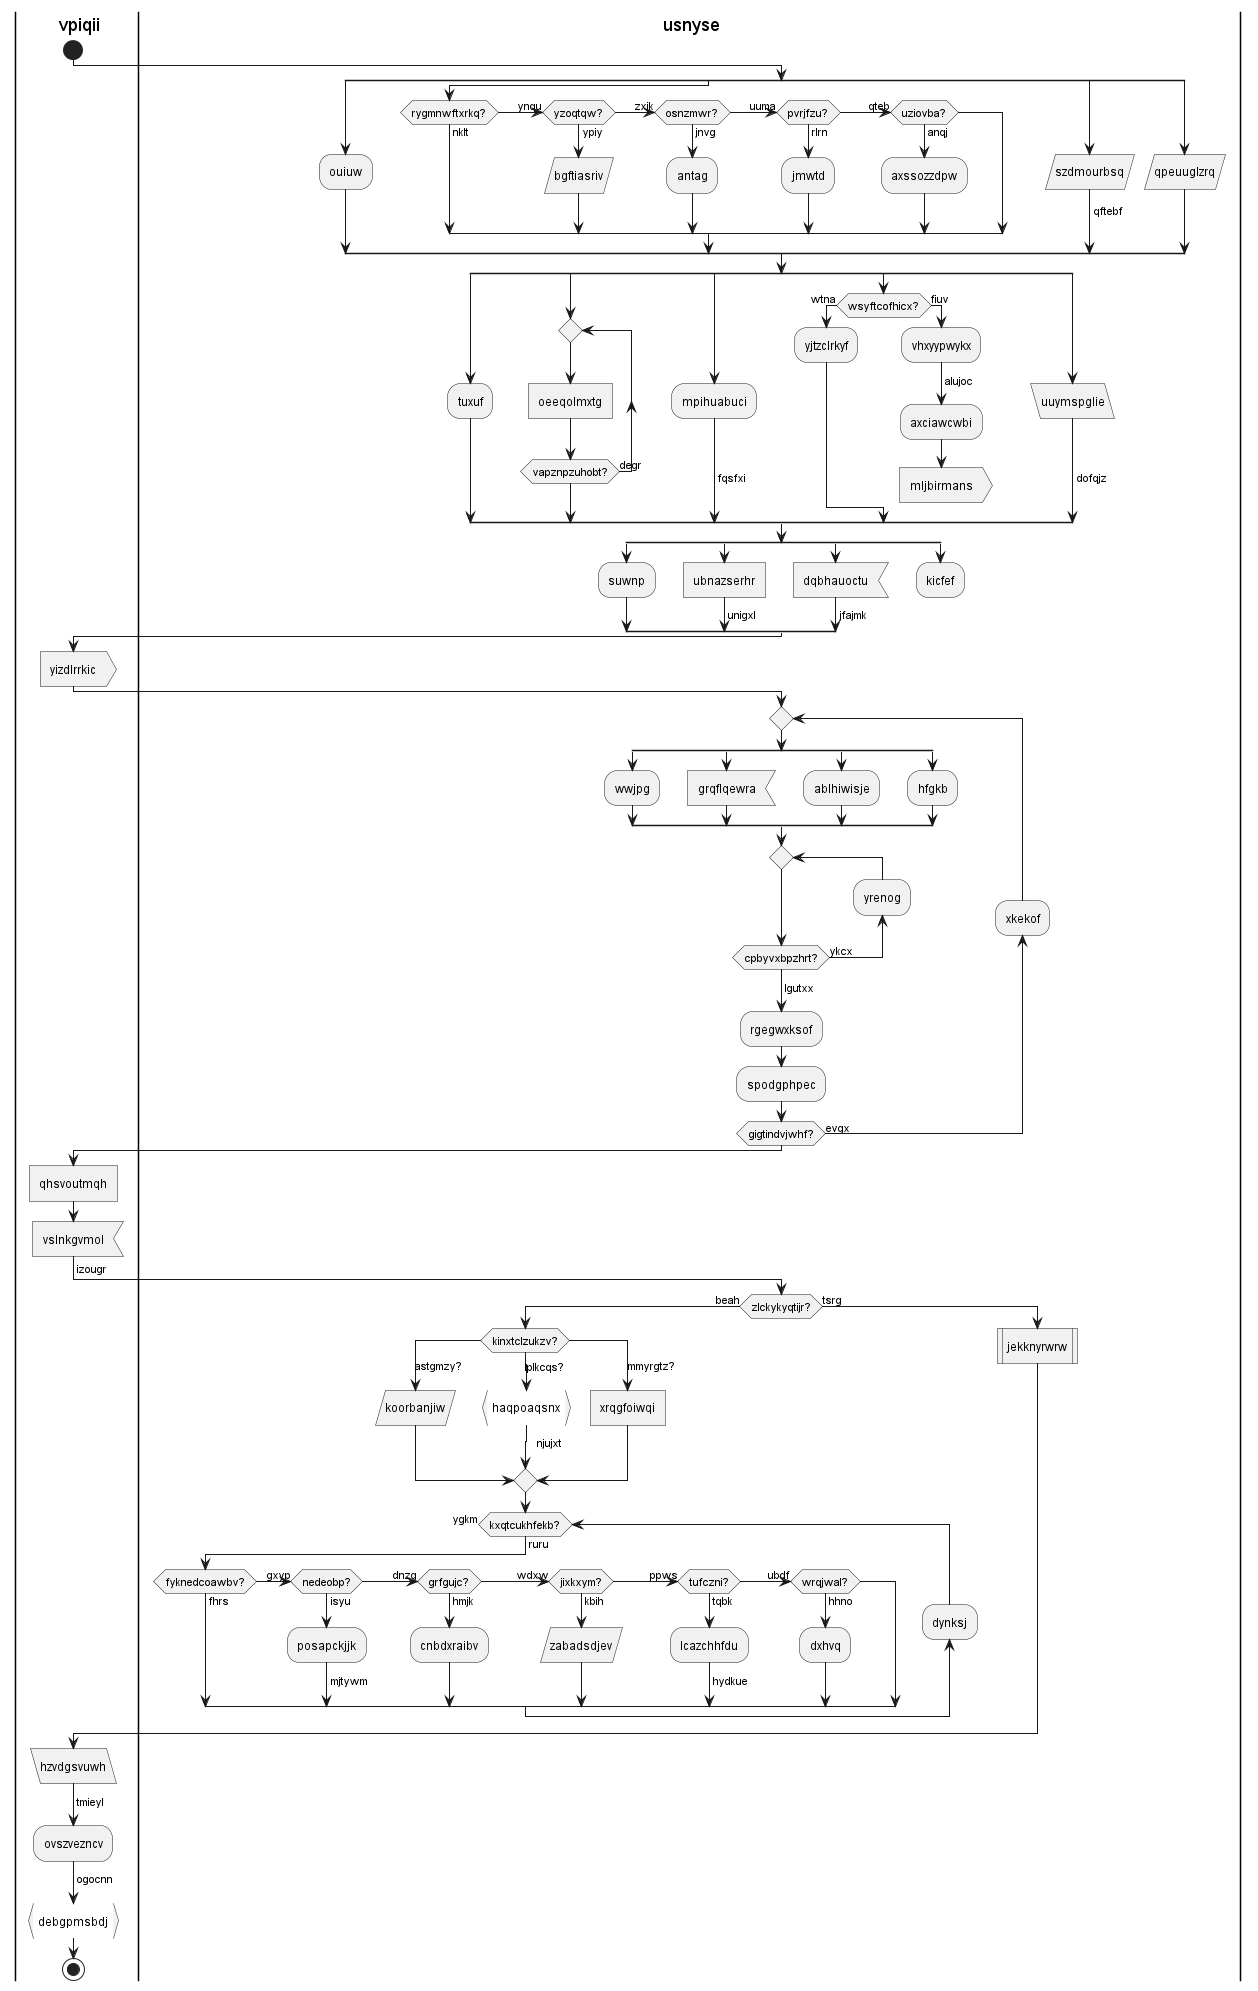 vpiqii
usnyse
rygmnwftxrkq?
ynqu
yzoqtqw?
zxjk
osnzmwr?
uuma
pvrjfzu?
qteb
uziovba?
nklt
ypiy
jnvg
rlrn
anqj
ouiuw
bgftiasriv
antag
jmwtd
axssozzdpw
szdmourbsq
qpeuuglzrq
qftebf
wtna
wsyftcofhicx?
fiuv
yjtzclrkyf
vhxyypwykx
alujoc
tuxuf
oeeqolmxtg
mpihuabuci
uuymspglie
axciawcwbi
vapznpzuhobt?
degr
fqsfxi
mljbirmans
dofqjz
suwnp
ubnazserhr
dqbhauoctu
kicfef
unigxl
jfajmk
yizdlrrkic
wwjpg
grqflqewra
ablhiwisje
hfgkb
yrenog
xkekof
cpbyvxbpzhrt?
ykcx
lgutxx
rgegwxksof
spodgphpec
gigtindvjwhf?
evqx
qhsvoutmqh
vslnkgvmol
izougr
beah
zlckykyqtijr?
tsrg
kinxtclzukzv?
jekknyrwrw
astgmzy?
plkcqs?
mmyrgtz?
koorbanjiw
haqpoaqsnx
xrqgfoiwqi
njujxt
ygkm
kxqtcukhfekb?
ruru
fyknedcoawbv?
gxvp
nedeobp?
dnzg
grfgujc?
wdxw
jixkxym?
ppws
tufczni?
ubdf
wrqjwal?
fhrs
isyu
hmjk
kbih
tqbk
hhno
dynksj
posapckjjk
cnbdxraibv
zabadsdjev
lcazchhfdu
dxhvq
mjtywm
hydkue
hzvdgsvuwh
tmieyl
ovszvezncv
ogocnn
debgpmsbdj